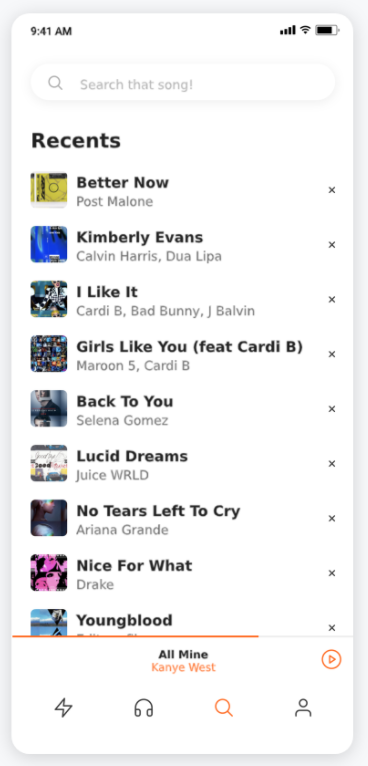 9:41 AM
Search that song!
Recents
Better Now
Post Malone
Kimberly Evans
Calvin Harris, Dua Lipa
I Like It
Cardi B, Bad Bunny, J Balvin
Girls Like You (feat Cardi B)
Maroon 5, Cardi B
Back To You
Selena Gomez
Lucid Dreams
Juice WRLD
No Tears Left To Cry
Ariana Grande
Nice For What
Drake
Youngblood
All Mine
Kanye West